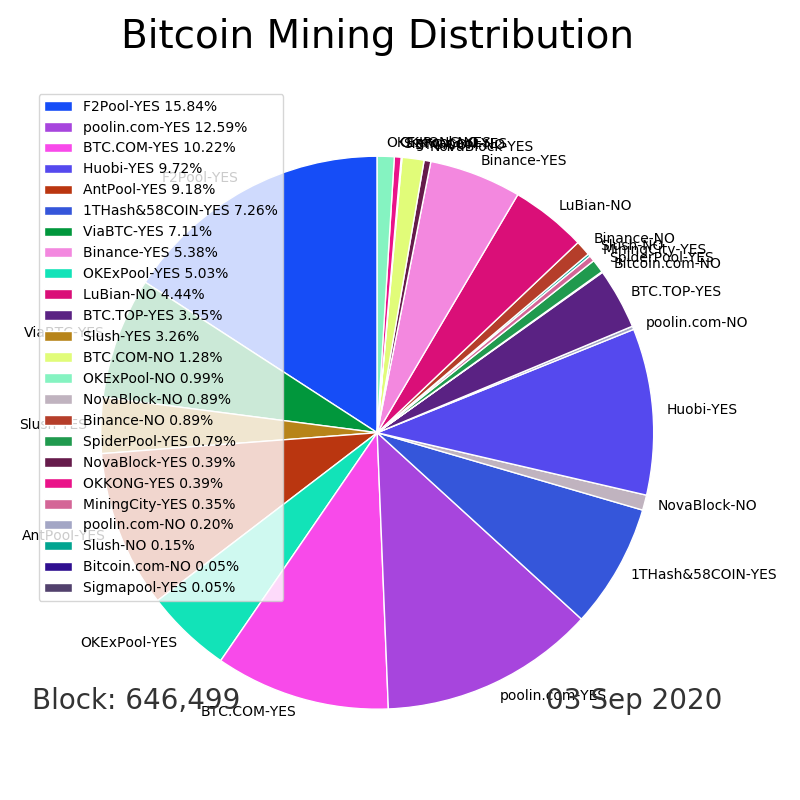 Bitcoin Mining Distribution
F2Pool-YES 15.84%
poolin.com-YES 12.59%
BTC.COM-YES 10.22%
Huobi-YES 9.72%
AntPool-YES 9.18%
1THash&58COIN-YES 7.26%
ViaBTC-YES 7.11%
Binance-YES 5.38%
OKExPool-YES 5.03%
LuBian-NO 4.44%
BTC.TOP-YES 3.55%
Slush-YES 3.26%
BTC.COM-NO 1.28%
OKExPool-NO 0.99%
NovaBlock-NO 0.89%
Binance-NO 0.89%
SpiderPool-YES 0.79%
NovaBlock-YES 0.39%
OKKONG-YES 0.39%
MiningCity-YES 0.35%
poolin.com-NO 0.20%
Slush-NO 0.15%
Bitcoin.com-NO 0.05%
Sigmapool-YES 0.05%
NovaBlock-YES
Binance-YES
LuBian-NO
Binance-NO
Slush-NO
MiningCity-YES
SpiderPool-YES
Bitcoin.com-NO
BTC.TOP-YES
poolin.com-NO
Huobi-YES
NovaBlock-NO
1THash&58COIN-YES
poolin.com-YES
BTC.COM-YES
OKExPool-YES
AntPool-YES
Slush-YES
ViaBTC-YES
F2Pool-YES
Block: 646,499
03 Sep 2020